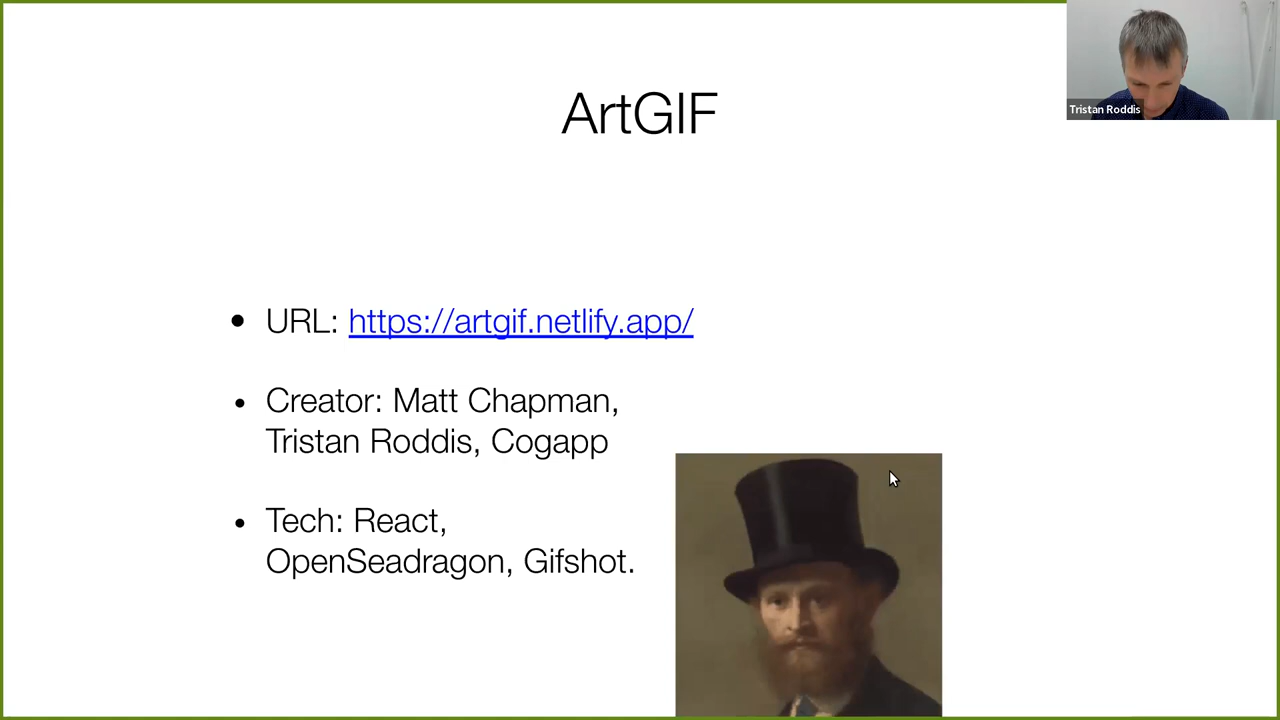 ArtGIF
Tristan Roddis
URL: https://artgif.netlify.app/
Creator: Matt Chapman,
Tristan Roddis, Cogapp
Tech: React,
OpenSeadragon, Gifshot.